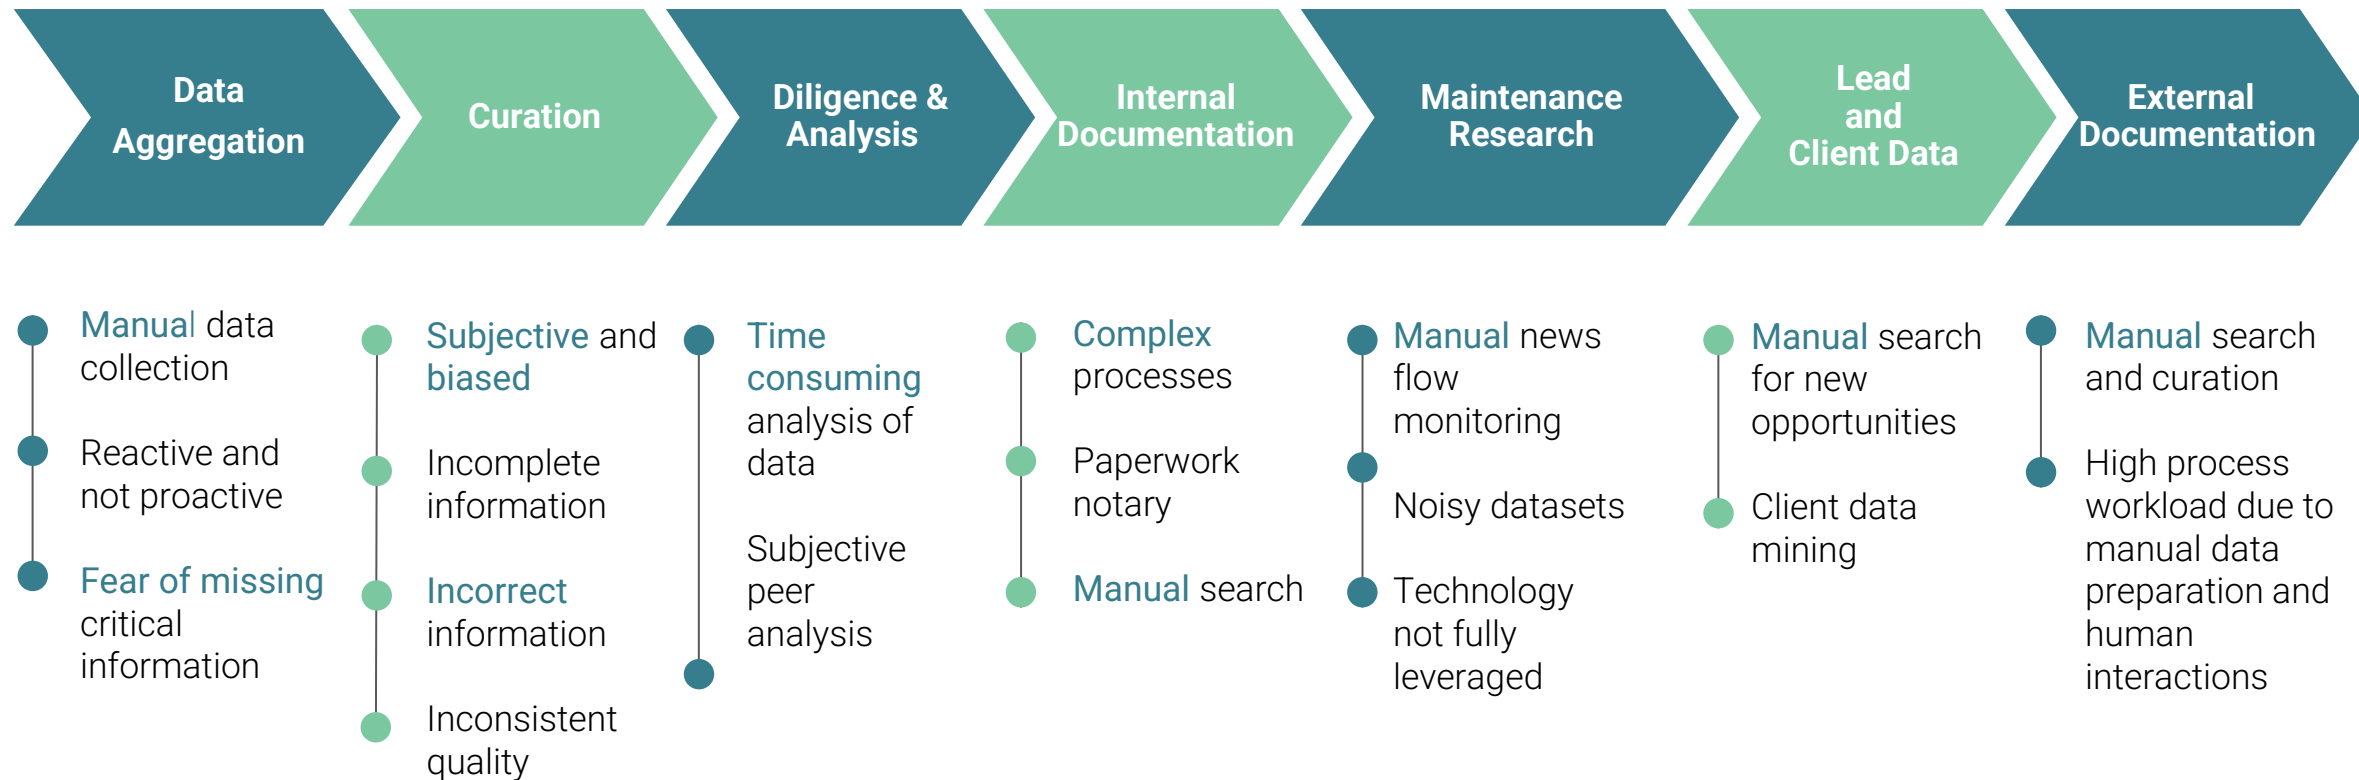 Data
Aggregation
Curation
Diligence &
Analysis
Internal
Documentation
Maintenance
Research
Lead
and
Client Data
External
Documentation
Manual data
collection
Reactive and
not proactive
Fear of missing
critical
information
Subjective and
biased
Incomplete
information
Incorrect
information
Inconsistent
quality
Time
consuming
analysis of
data
Subjective
peer
analysis
Complex
processes
Paperwork
notary
Manual search
Manual news
flow
monitoring
Noisy datasets
Technology
not fully
leveraged
Manual search
for new
opportunities
Client data
mining
Manual search
and curation
High process
workload due to
manual data
preparation and
human
interactions